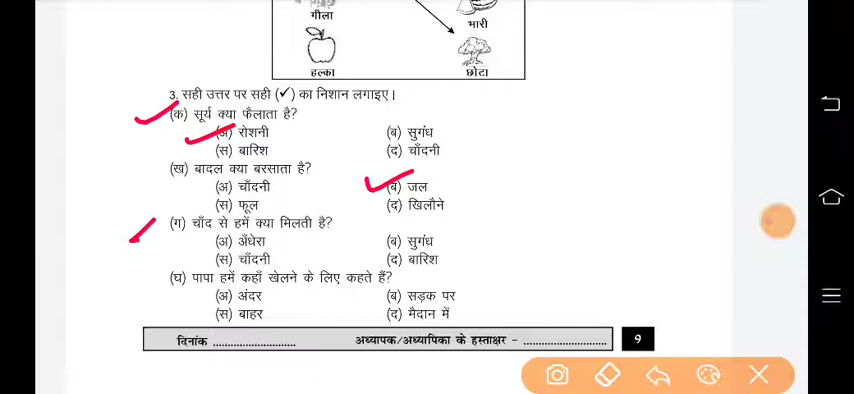 गीला
भारी
हल्का
छोटा
3. सही उत्तर पर सही (✓) का निशान लगाइए।
(क) सूर्य क्या फैलाता है?
(अ) रोशनी (ब) सुगंध
(स) बारिश (द) चाँदनी
(ख) बादल क्या बरसाता है?
(अ) चाँदनी (ब) जल
(स) फूल (द) खिलौने
(ग) चाँद से हमें क्या मिलती है?
(अ) अँधेरा (ब) सुगंध
(स) चाँदनी (द) बारिश
(घ) पापा हमें कहाँ खेलने के लिए कहते हैं?
(अ) अंदर (ब) सड़क पर
(स) बाहर (द) मैदान में
दिनांक ........................... अध्यापक/अध्यापिका के हस्ताक्षर – ........................... 9